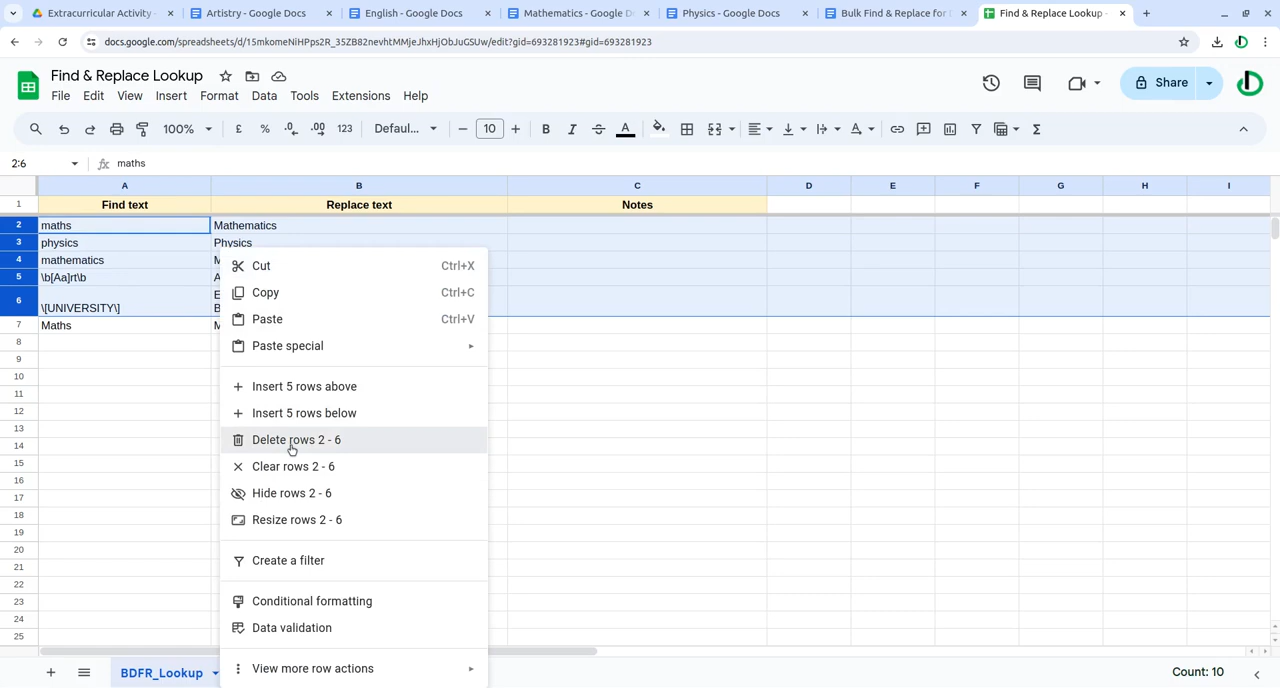 Extracurricular Activity -
Artistry - Google Docs
English - Google Docs
Mathematics - Google D
Physics - Google Docs
Bulk Find & Replace for
Find & Replace Lookup -
docs.google.com/spreadsheets/d/15mkomeNiHPps2R_35ZB82nevhtMMjeJhxHjObJuGSUw/edit?gid=693281923#gid=693281923
Find & Replace Lookup
File Edit View Insert Format Data Tools Extensions Help
Share
100% £ % .0 .00 123 Defaul... 10 B I S A
2:6 fx maths
A B C D E F G H I
1 Find text Replace text Notes
2 maths Mathematics
3 physics Physics
4 mathematics M
5 \b[Aa]rt\b A
6 \[UNIVERSITY\] E
B
7 Maths M
8
9
10
11
12
13
14
15
16
17
18
19
20
21
22
23
24
25
Cut Ctrl+X
Copy Ctrl+C
Paste Ctrl+V
Paste special
Insert 5 rows above
Insert 5 rows below
Delete rows 2 - 6
Clear rows 2 - 6
Hide rows 2 - 6
Resize rows 2 - 6
Create a filter
Conditional formatting
Data validation
View more row actions
BDFR_Lookup
Count: 10